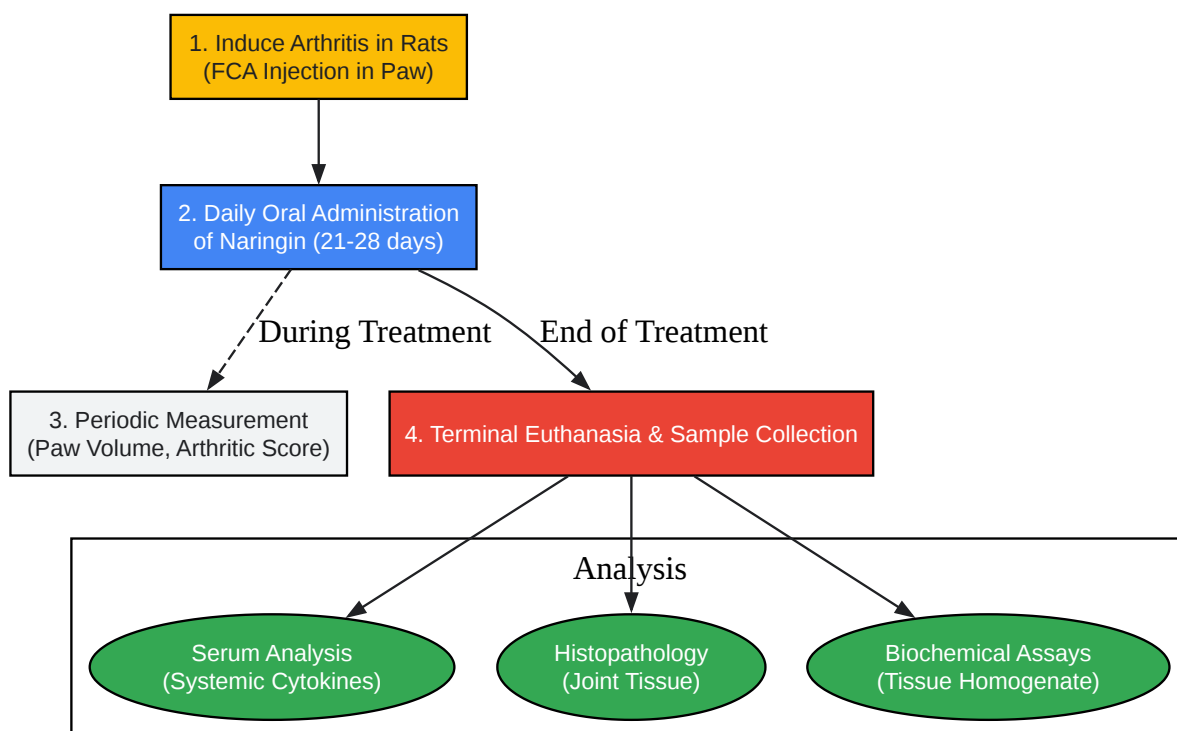 1. Induce Arthritis in Rats
(FCA Injection in Paw)
2. Daily Oral Administration
of Naringin (21-28 days)
During Treatment
End of Treatment
3. Periodic Measurement
(Paw Volume, Arthritic Score)
4. Terminal Euthanasia & Sample Collection
Analysis
Serum Analysis
(Systemic Cytokines)
Histopathology
(Joint Tissue)
Biochemical Assays
(Tissue Homogenate)